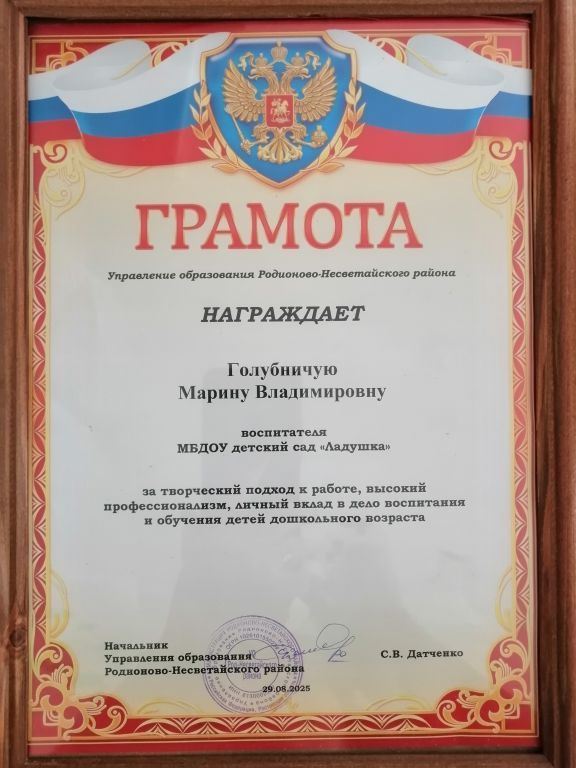 ГРАМОТА
Управление образования Родионово-Несветайского района
НАГРАЖДАЕТ
Голубничую
Марину Владимировну
воспитателя
МБДОУ детский сад «Ладушка»
за творческий подход к работе, высокий
профессионализм, личный вклад в дело воспитания
и обучения детей дошкольного возраста
Начальник
Управления образования
Родионово-Несветайского района
С.В. Датченко
29.08.2025